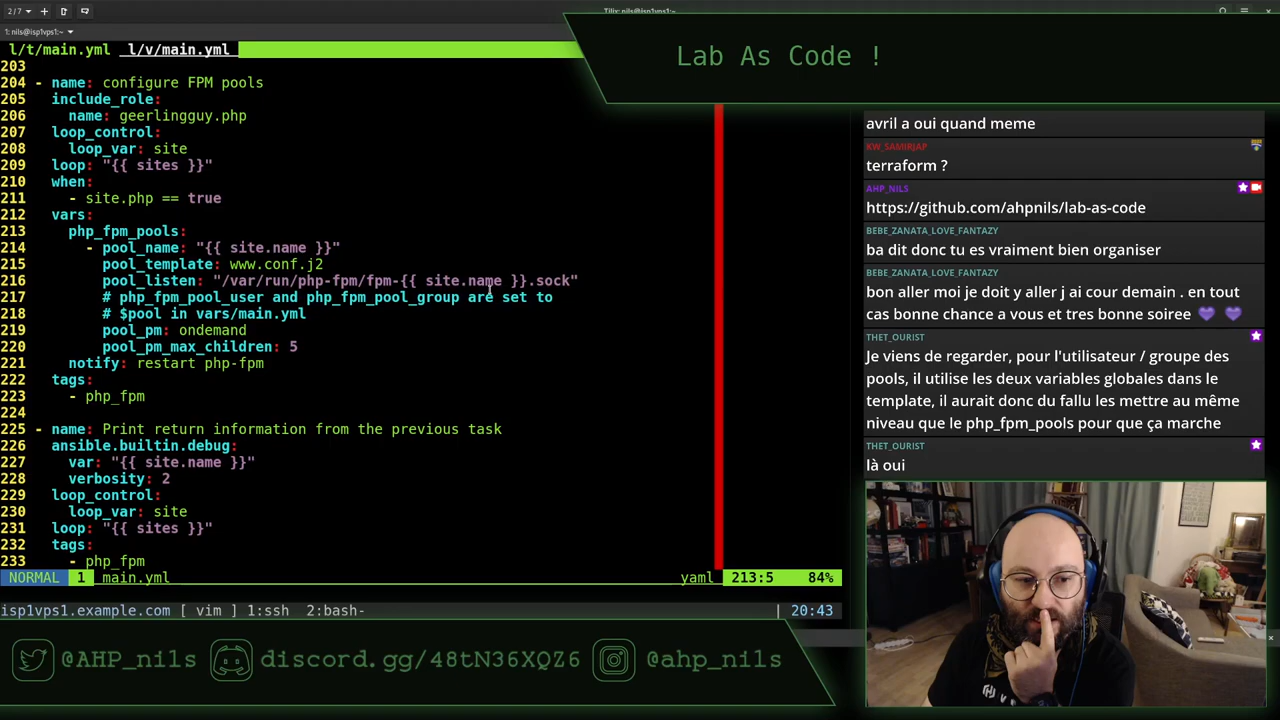 2/7
Tilix: nils@isp1vps1:~
1: nils@isp1vps1:~
l/t/main.yml l/v/main.yml
203
204 - name: configure FPM pools
205 include_role:
206 name: geerlingguy.php
207 loop_control:
208 loop_var: site
209 loop: "{{ sites }}"
210 when:
211 - site.php == true
212 vars:
213 php_fpm_pools:
214 - pool_name: "{{ site.name }}"
215 pool_template: www.conf.j2
216 pool_listen: "/var/run/php-fpm/fpm-{{ site.name }}.sock"
217 # php_fpm_pool_user and php_fpm_pool_group are set to
218 # $pool in vars/main.yml
219 pool_pm: ondemand
220 pool_pm_max_children: 5
221 notify: restart php-fpm
222 tags:
223 - php_fpm
224
225 - name: Print return information from the previous task
226 ansible.builtin.debug:
227 var: "{{ site.name }}"
228 verbosity: 2
229 loop_control:
230 loop_var: site
231 loop: "{{ sites }}"
232 tags:
233 - php_fpm
NORMAL 1 main.yml yaml 213:5 84%
isp1vps1.example.com [ vim ] 1:ssh 2:bash- | 20:43
Lab As Code !
avril a oui quand meme
KW_SAMIRJAP
terraform ?
AHP_NILS
https://github.com/ahpnils/lab-as-code
BEBE_ZANATA_LOVE_FANTAZY
ba dit donc tu es vraiment bien organiser
BEBE_ZANATA_LOVE_FANTAZY
bon aller moi je doit y aller j ai cour demain . en tout
cas bonne chance a vous et tres bonne soiree 💜 💜
THET_OURIST
Je viens de regarder, pour l'utilisateur / groupe des
pools, il utilise les deux variables globales dans le
template, il aurait donc du fallu les mettre au même
niveau que le php_fpm_pools pour que ça marche
THET_OURIST
là oui
@AHP_nils discord.gg/48tN36XQZ6 @ahp_nils